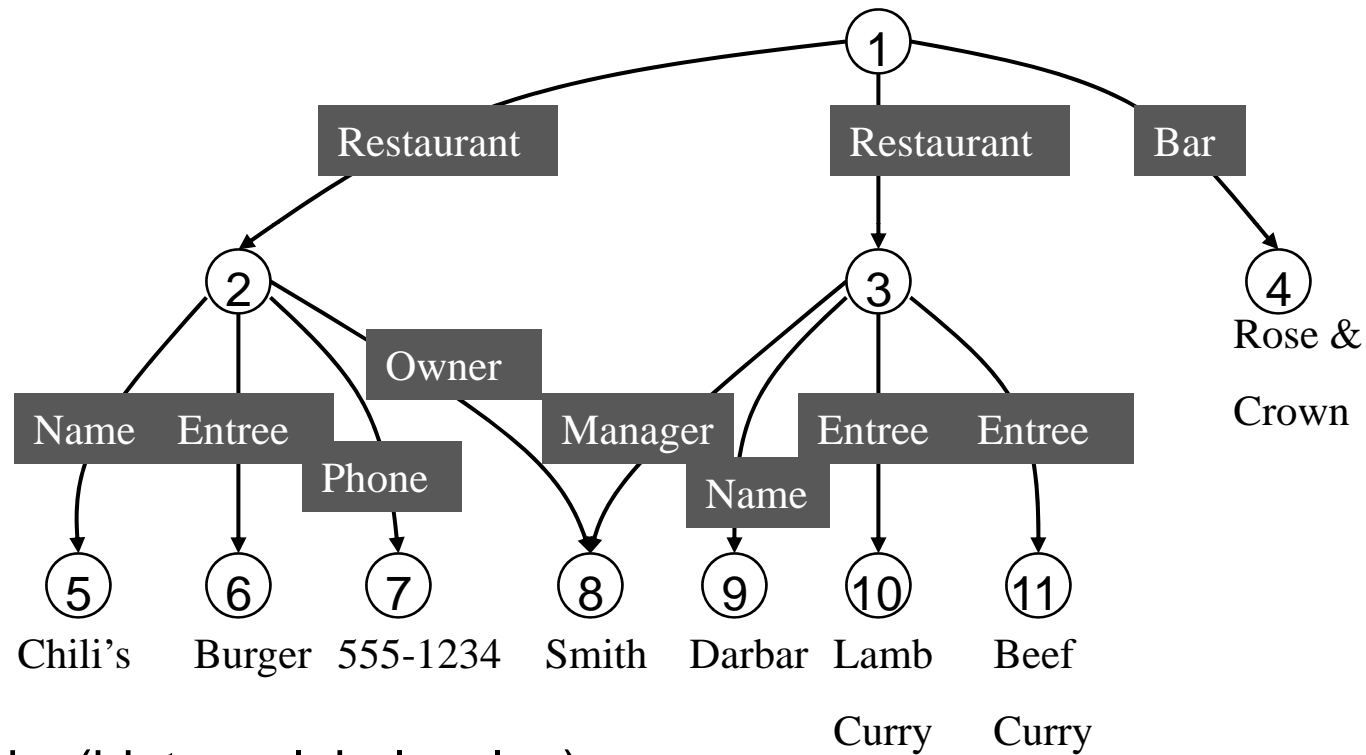 1
Restaurant Restaurant Bar
2 3 4
Rose &
Crown
Owner
Name Entree Manager Entree Entree
Phone Name
5 6 7 8 9 10 11
Chili's Burger 555-1234 Smith Darbar Lamb Beef
Curry Curry